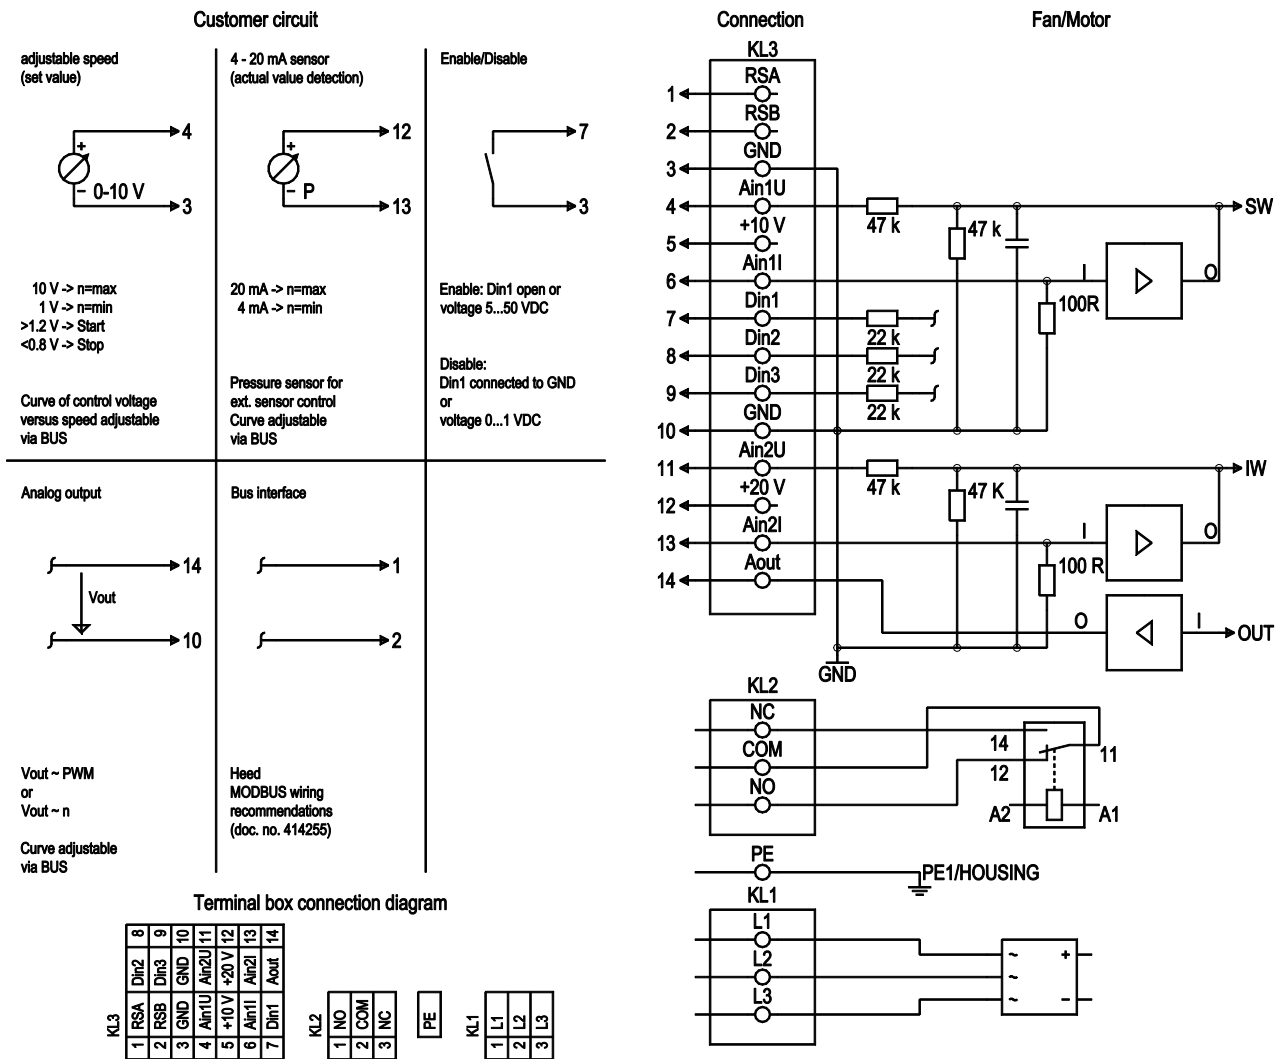 Customer circuit
adjustable speed
(set value)
4
+
0-10 V
−
3
10 V -> n=max
1 V -> n=min
>1.2 V -> Start
<0.8 V -> Stop
Curve of control voltage
versus speed adjustable
via BUS
4 - 20 mA sensor
(actual value detection)
12
+
P
−
13
20 mA -> n=max
4 mA -> n=min
Pressure sensor for
ext. sensor control
Curve adjustable
via BUS
Enable/Disable
7
3
Enable: Din1 open or
voltage 5...50 VDC
Disable:
Din1 connected to GND
or
voltage 0...1 VDC
Analog output
14
Vout
10
Vout ~ PWM
or
Vout ~ n
Curve adjustable
via BUS
Bus interface
1
2
Heed
MODBUS wiring
recommendations
(doc. no. 414255)
Connection
Fan/Motor
KL3
RSA
1
RSB
2
GND
3
Ain1U
4
47 k
47 k
SW
+10 V
5
Ain1I
6
I
O
100R
Din1
7
22 k
Din2
8
22 k
Din3
9
22 k
GND
10
Ain2U
11
47 k
47 K
IW
+20 V
12
Ain2I
13
I
O
100 R
Aout
14
O
I
OUT
GND
KL2
NC
COM
NO
14
11
12
A2
A1
PE
PE1/HOUSING
KL1
L1
L2
L3
~
~
~
+
−
Terminal box connection diagram
KL3
1 RSA Din2 8
2 RSB Din3 9
3 GND GND 10
4 Ain1U Ain2U 11
5 +10 V +20 V 12
6 Ain1I Ain2I 13
7 Din1 Aout 14
KL2
1 NO
2 COM
3 NC
PE
KL1
1 L1
2 L2
3 L3